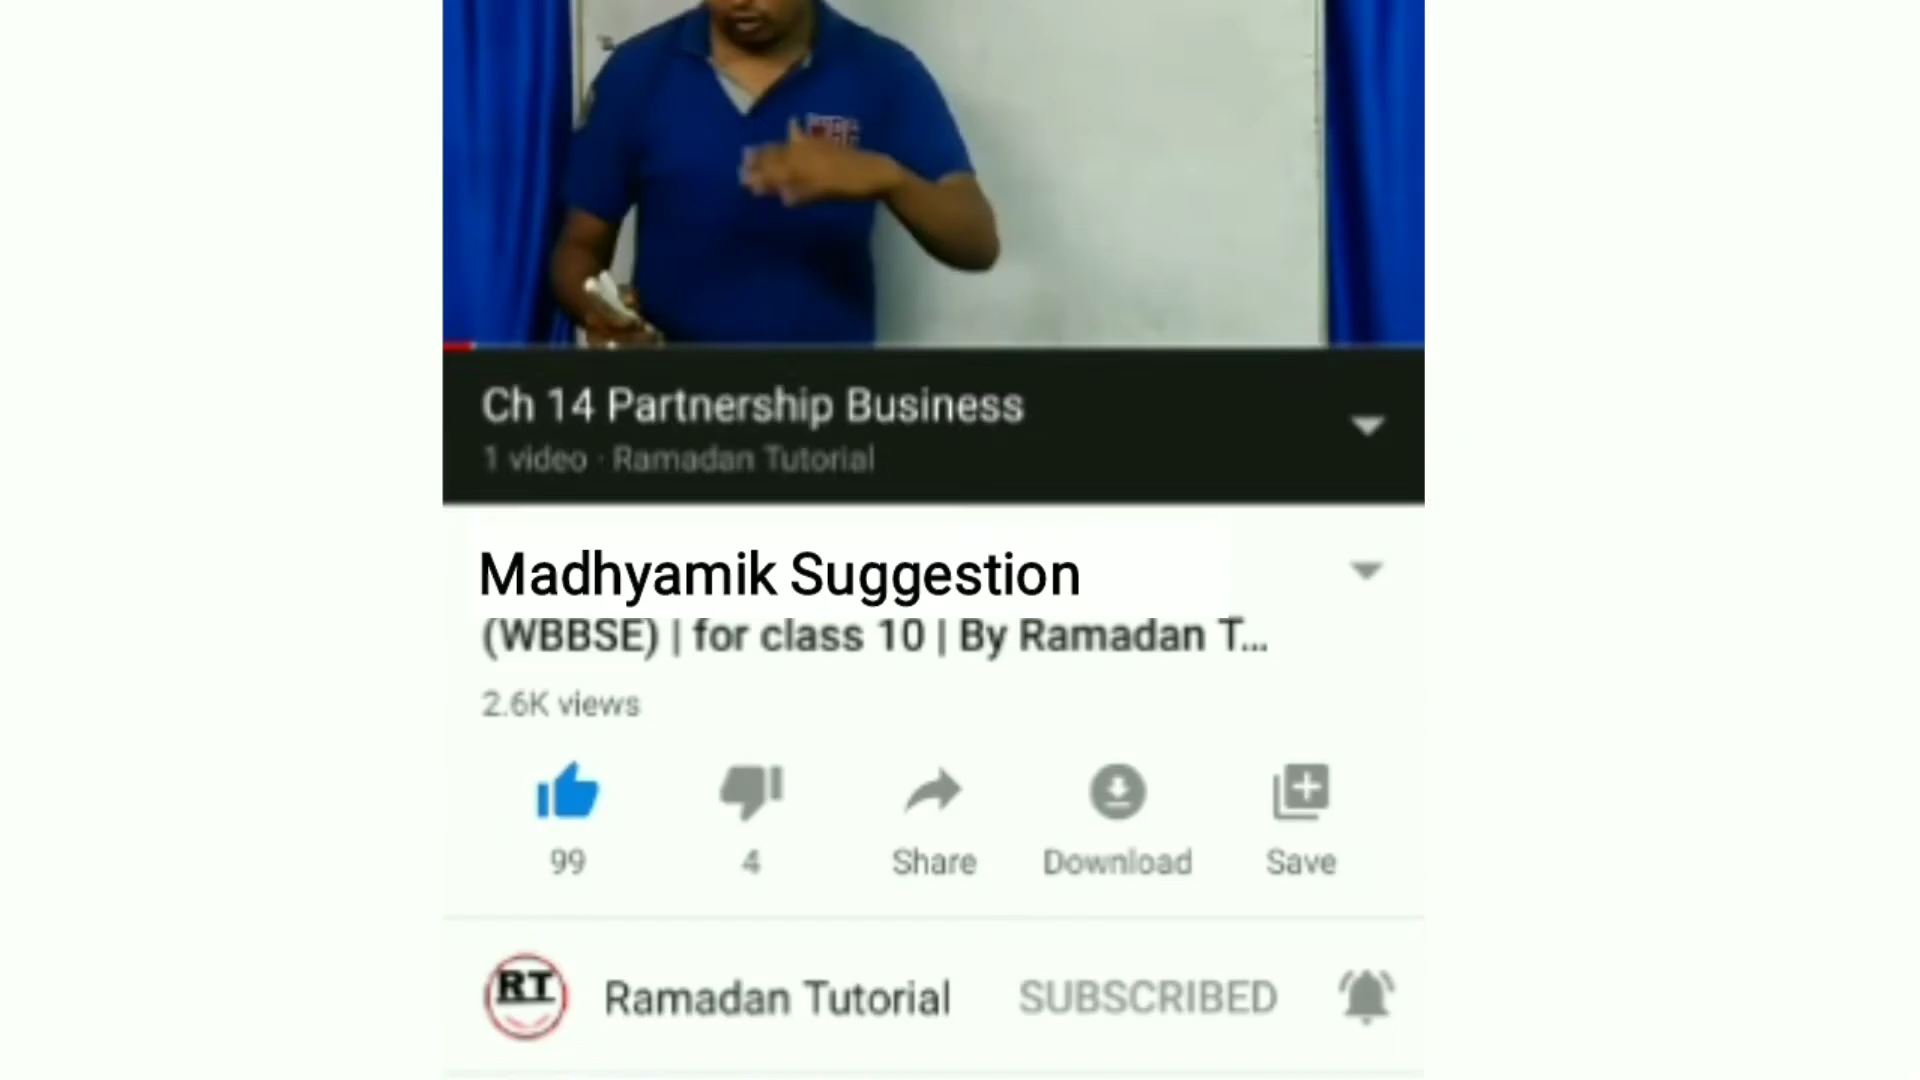 Ch 14 Partnership Business
1 video · Ramadan Tutorial
Madhyamik Suggestion
(WBBSE) | for class 10 | By Ramadan T...
2.6K views
99
4
Share
Download
Save
RT
Ramadan Tutorial
SUBSCRIBED